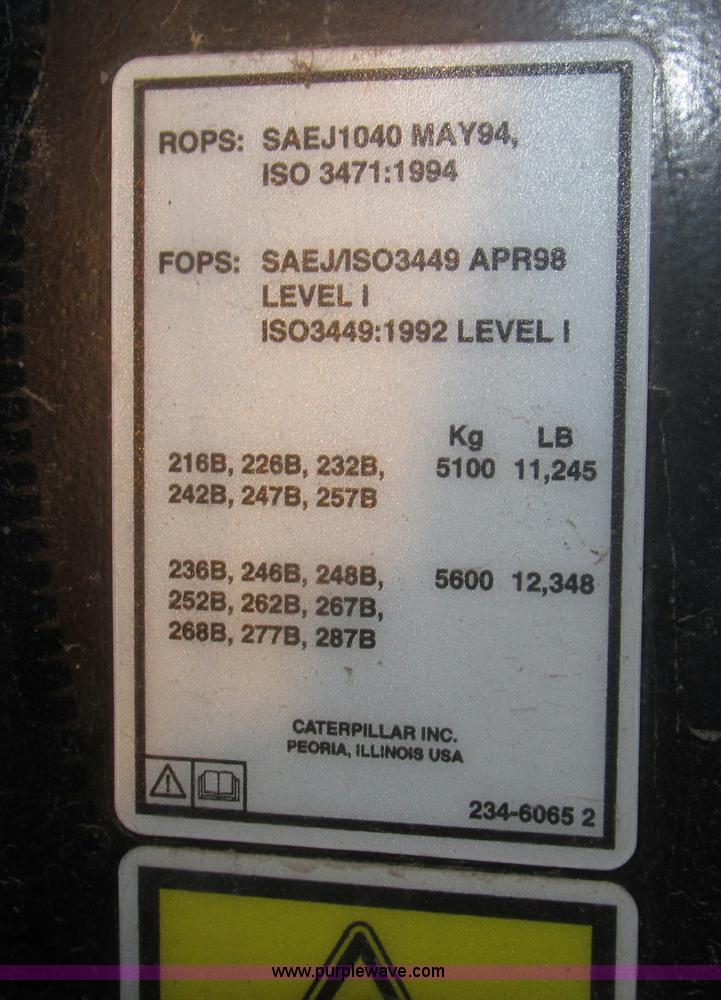 ROPS: SAEJ1040 MAY94,
ISO 3471:1994
FOPS: SAEJ/ISO3449 APR98
LEVEL I
ISO3449:1992 LEVEL I
Kg LB
216B, 226B, 232B, 5100 11,245
242B, 247B, 257B
236B, 246B, 248B, 5600 12,348
252B, 262B, 267B,
268B, 277B, 287B
CATERPILLAR INC.
PEORIA, ILLINOIS USA
234-6065 2
www.purplewave.com